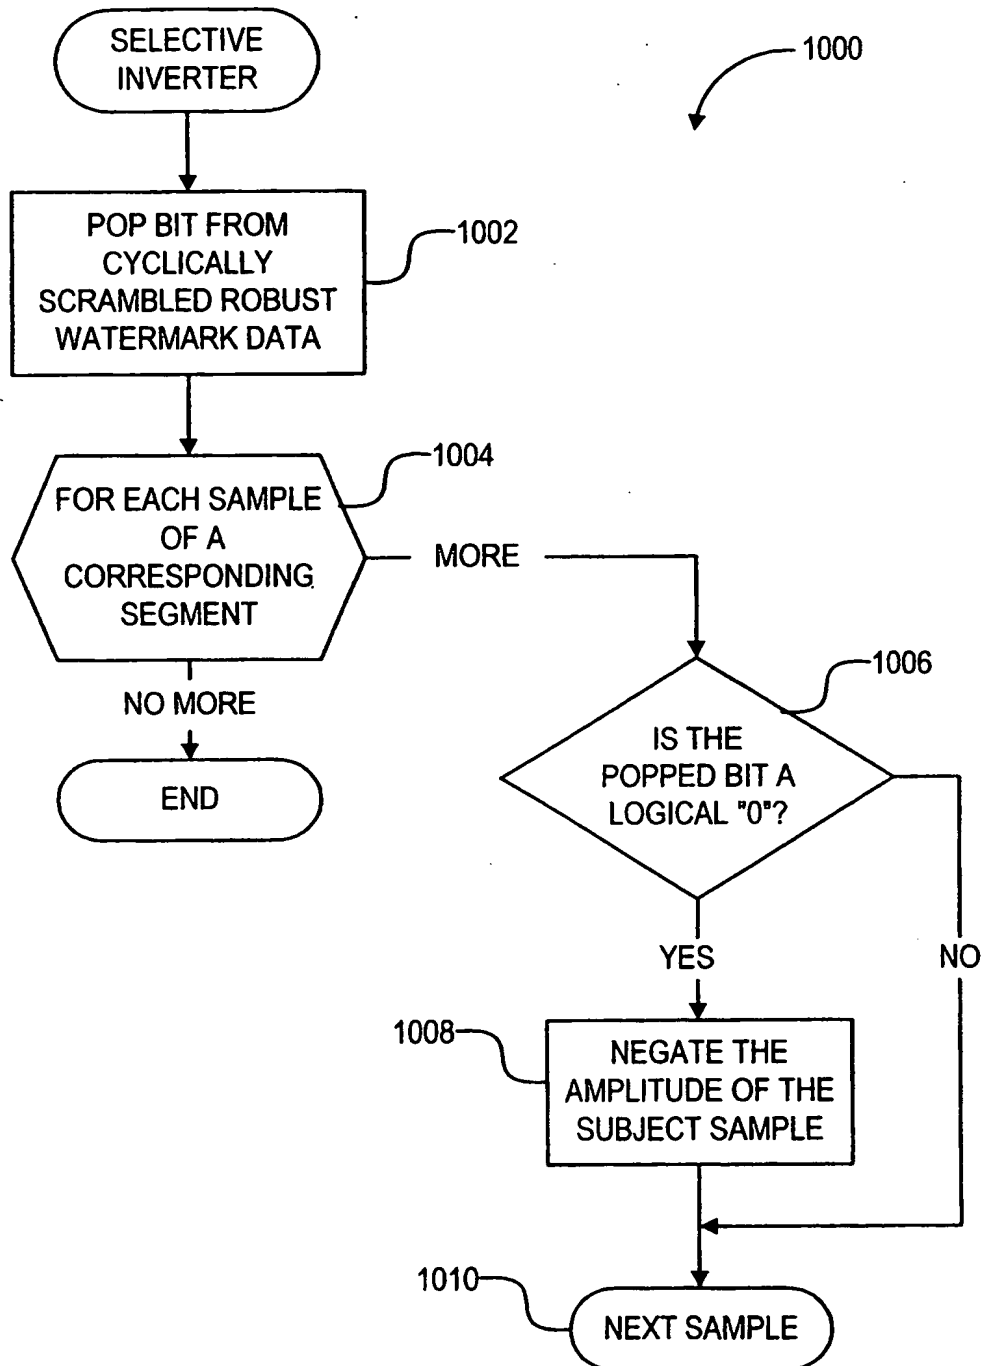 SELECTIVE
INVERTER
1000
POP BIT FROM
CYCLICALLY
SCRAMBLED ROBUST
WATERMARK DATA
1002
FOR EACH SAMPLE
OF A
CORRESPONDING
SEGMENT
1004
MORE
NO MORE
END
IS THE
POPPED BIT A
LOGICAL "0"?
1006
YES
NO
1008
NEGATE THE
AMPLITUDE OF THE
SUBJECT SAMPLE
1010
NEXT SAMPLE